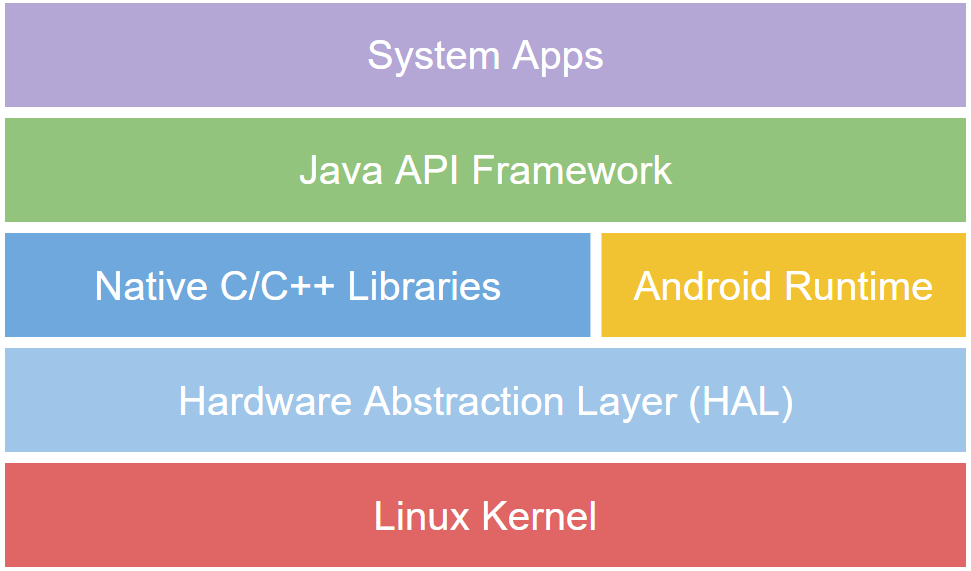 System Apps
Java API Framework
Native C/C++ Libraries
Android Runtime
Hardware Abstraction Layer (HAL)
Linux Kernel